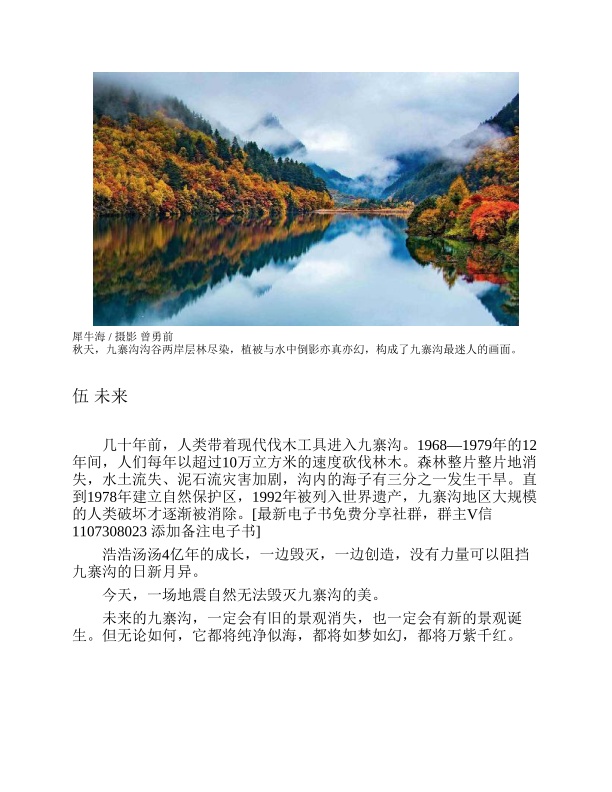 犀牛海 / 摄影 曾勇前
秋天，九寨沟沟谷两岸层林尽染，植被与水中倒影亦真亦幻，构成了九寨沟最迷人的画面。
伍 未来
几十年前，人类带着现代伐木工具进入九寨沟。1968—1979年的12
年间，人们每年以超过10万立方米的速度砍伐林木。森林整片整片地消
失，水土流失、泥石流灾害加剧，沟内的海子有三分之一发生干旱。直
到1978年建立自然保护区，1992年被列入世界遗产，九寨沟地区大规模
的人类破坏才逐渐被消除。[最新电子书免费分享社群，群主V信
1107308023 添加备注电子书]
浩浩汤汤4亿年的成长，一边毁灭，一边创造，没有力量可以阻挡
九寨沟的日新月异。
今天，一场地震自然无法毁灭九寨沟的美。
未来的九寨沟，一定会有旧的景观消失，也一定会有新的景观诞
生。但无论如何，它都将纯净似海，都将如梦如幻，都将万紫千红。